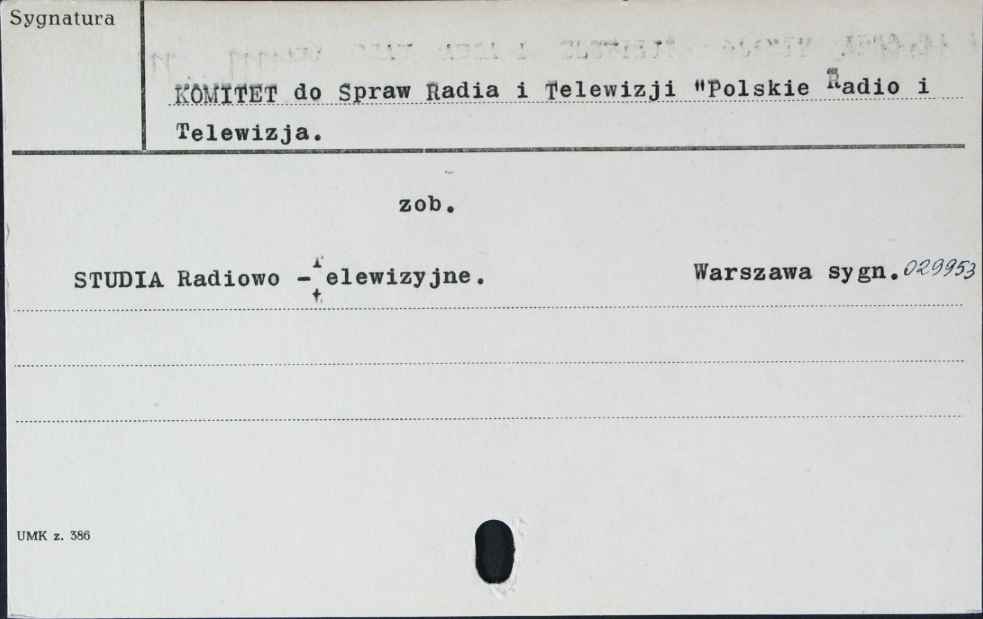 Sygnatura
KOMITET do Spraw Radia i Telewizji "Polskie Radio i
Telewizja.
zob.
STUDIA Radiowo - Telewizyjne. Warszawa sygn. 029953
UMK z. 386